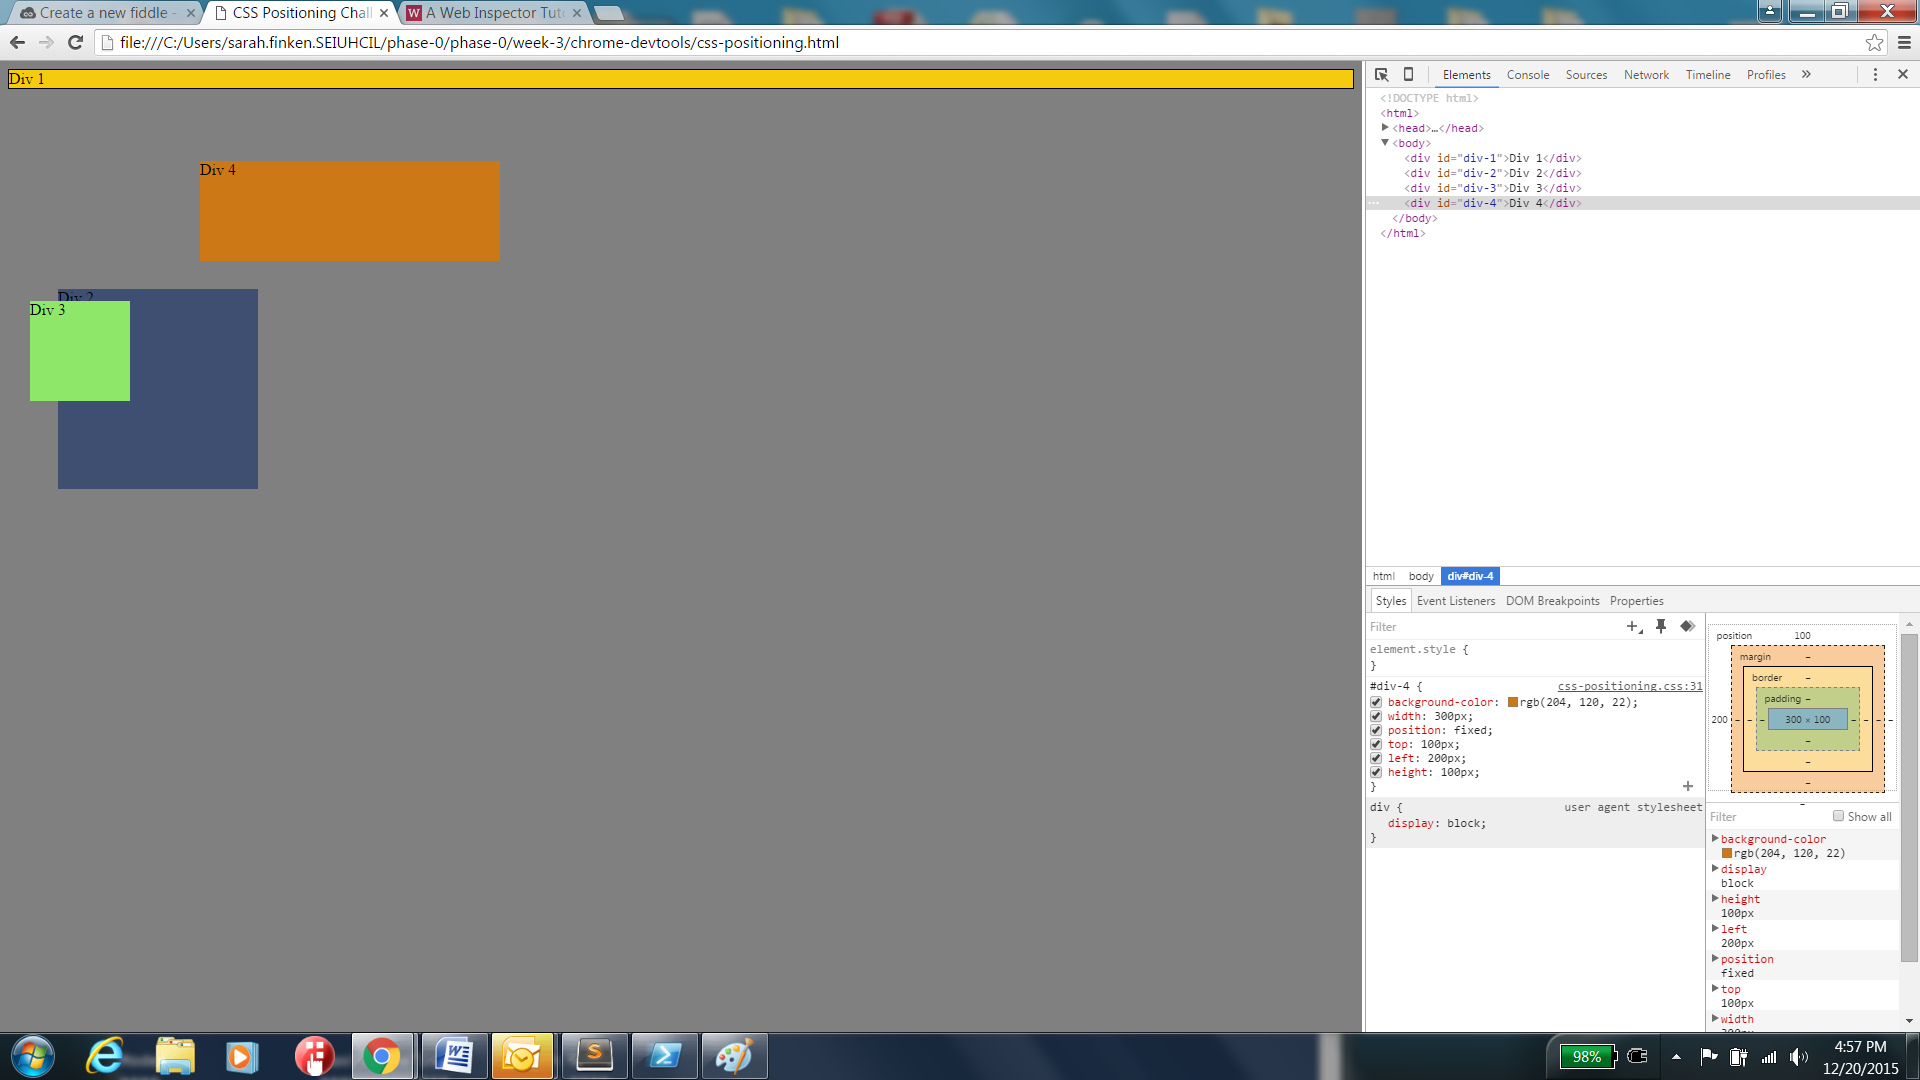 Create a new fiddle -
CSS Positioning Chall
A Web Inspector Tuto
file:///C:/Users/sarah.finken.SEIUHCIL/phase-0/phase-0/week-3/chrome-devtools/css-positioning.html
Div 1
Div 4
Div 2
Div 3
Elements Console Sources Network Timeline Profiles »
<!DOCTYPE html>
<html>
<head>…</head>
<body>
<div id="div-1">Div 1</div>
<div id="div-2">Div 2</div>
<div id="div-3">Div 3</div>
<div id="div-4">Div 4</div>
</body>
</html>
html body div#div-4
Styles Event Listeners DOM Breakpoints Properties
Filter
element.style {
}
#div-4 { css-positioning.css:31
background-color: rgb(204, 120, 22);
width: 300px;
position: fixed;
top: 100px;
left: 200px;
height: 100px;
}
div { user agent stylesheet
display: block;
}
position 100
margin –
border –
padding –
200 – – – 300 × 100 – – – –
–
–
–
–
Filter Show all
background-color
rgb(204, 120, 22)
display
block
height
100px
left
200px
position
fixed
top
100px
width
98%
4:57 PM
12/20/2015